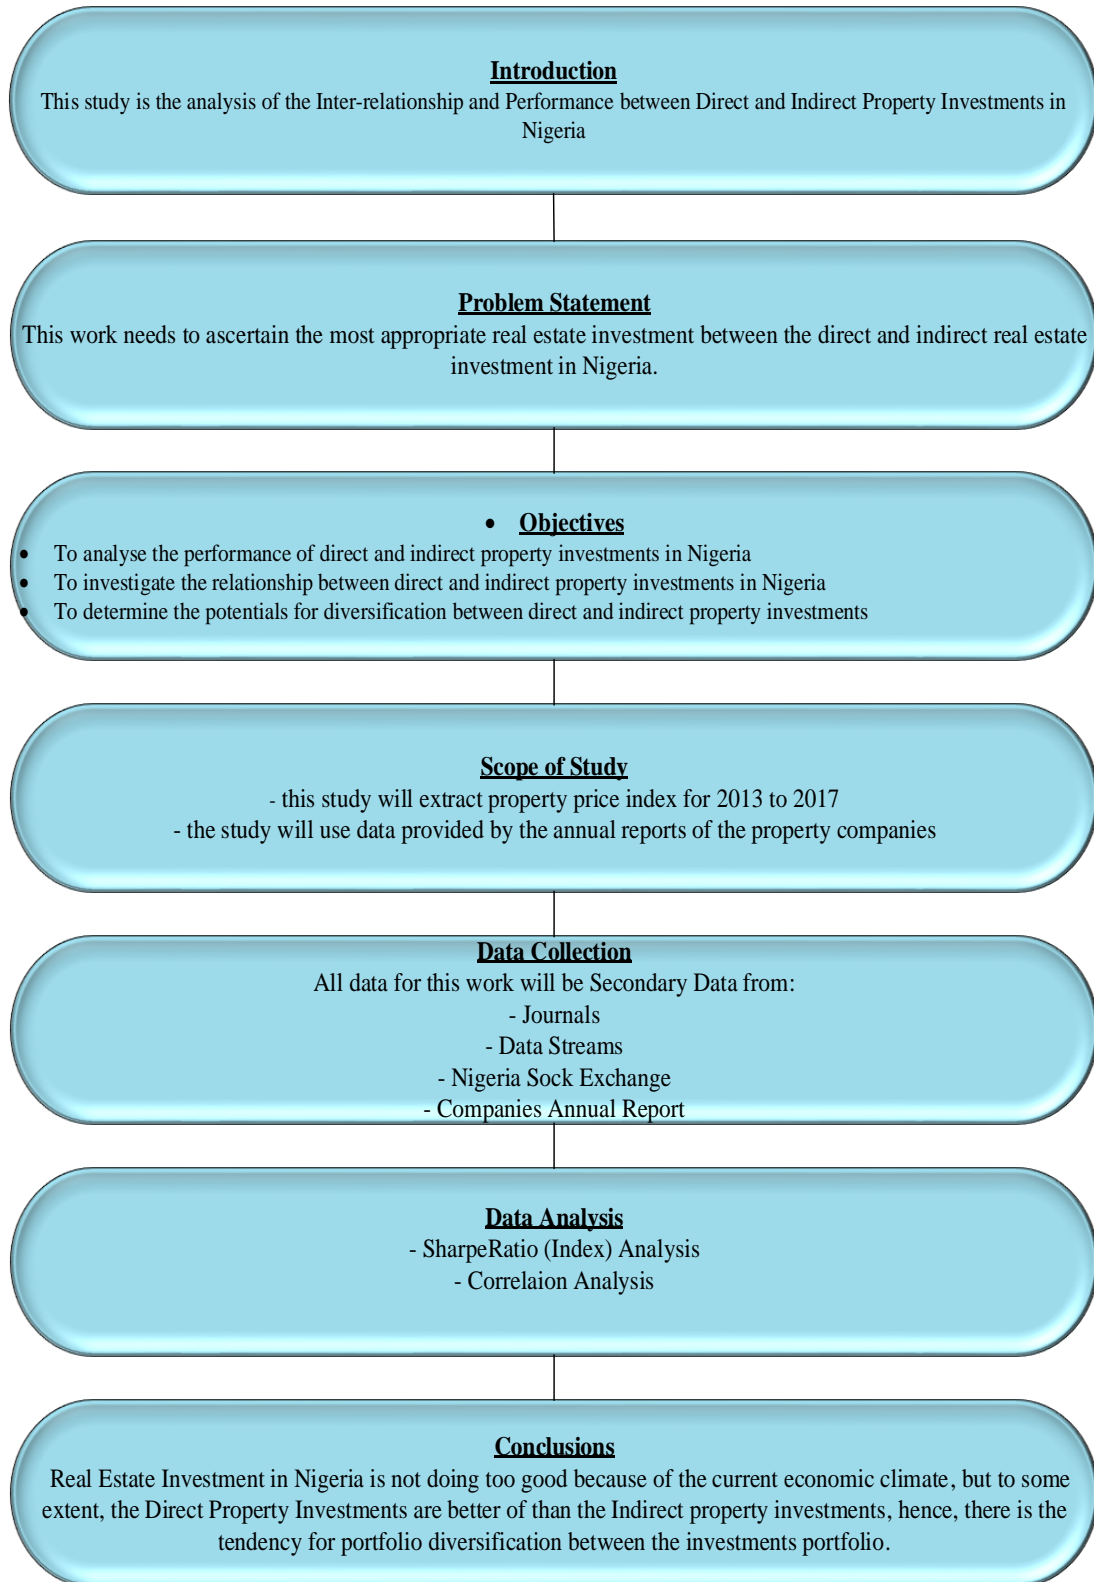 Introduction
This study is the analysis of the Inter-relationship and Performance between Direct and Indirect Property Investments in
Nigeria
Problem Statement
This work needs to ascertain the most appropriate real estate investment between the direct and indirect real estate
investment in Nigeria.
• Objectives
• To analyse the performance of direct and indirect property investments in Nigeria
• To investigate the relationship between direct and indirect property investments in Nigeria
• To determine the potentials for diversification between direct and indirect property investments
Scope of Study
- this study will extract property price index for 2013 to 2017
- the study will use data provided by the annual reports of the property companies
Data Collection
All data for this work will be Secondary Data from:
- Journals
- Data Streams
- Nigeria Sock Exchange
- Companies Annual Report
Data Analysis
- SharpeRatio (Index) Analysis
- Correlaion Analysis
Conclusions
Real Estate Investment in Nigeria is not doing too good because of the current economic climate, but to some
extent, the Direct Property Investments are better of than the Indirect property investments, hence, there is the
tendency for portfolio diversification between the investments portfolio.